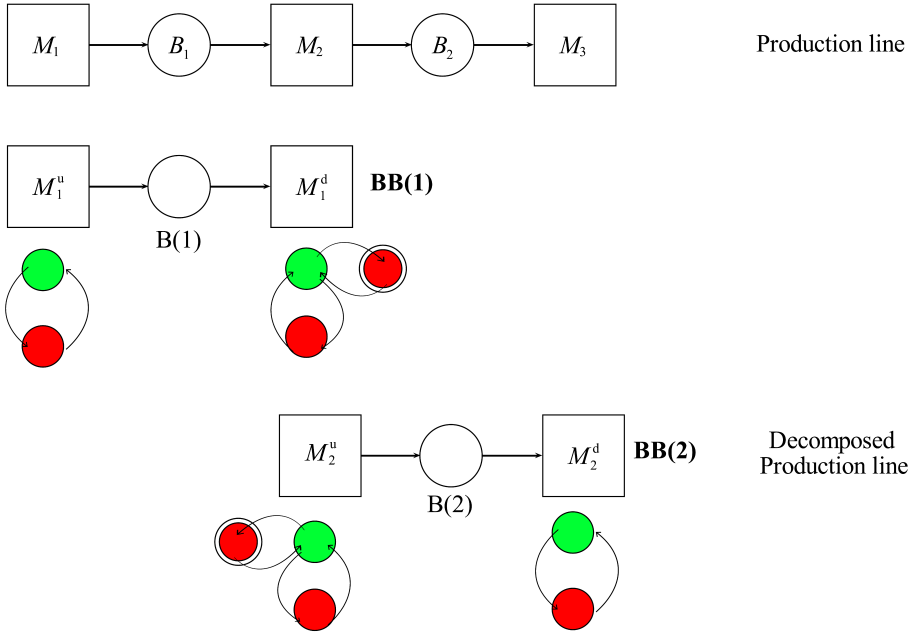 M₁ B₁ M₂ B₂ M₃ Production line
M₁ᵘ M₁ᵈ BB(1)
B(1)
M₂ᵘ M₂ᵈ BB(2) Decomposed
Production line
B(2)